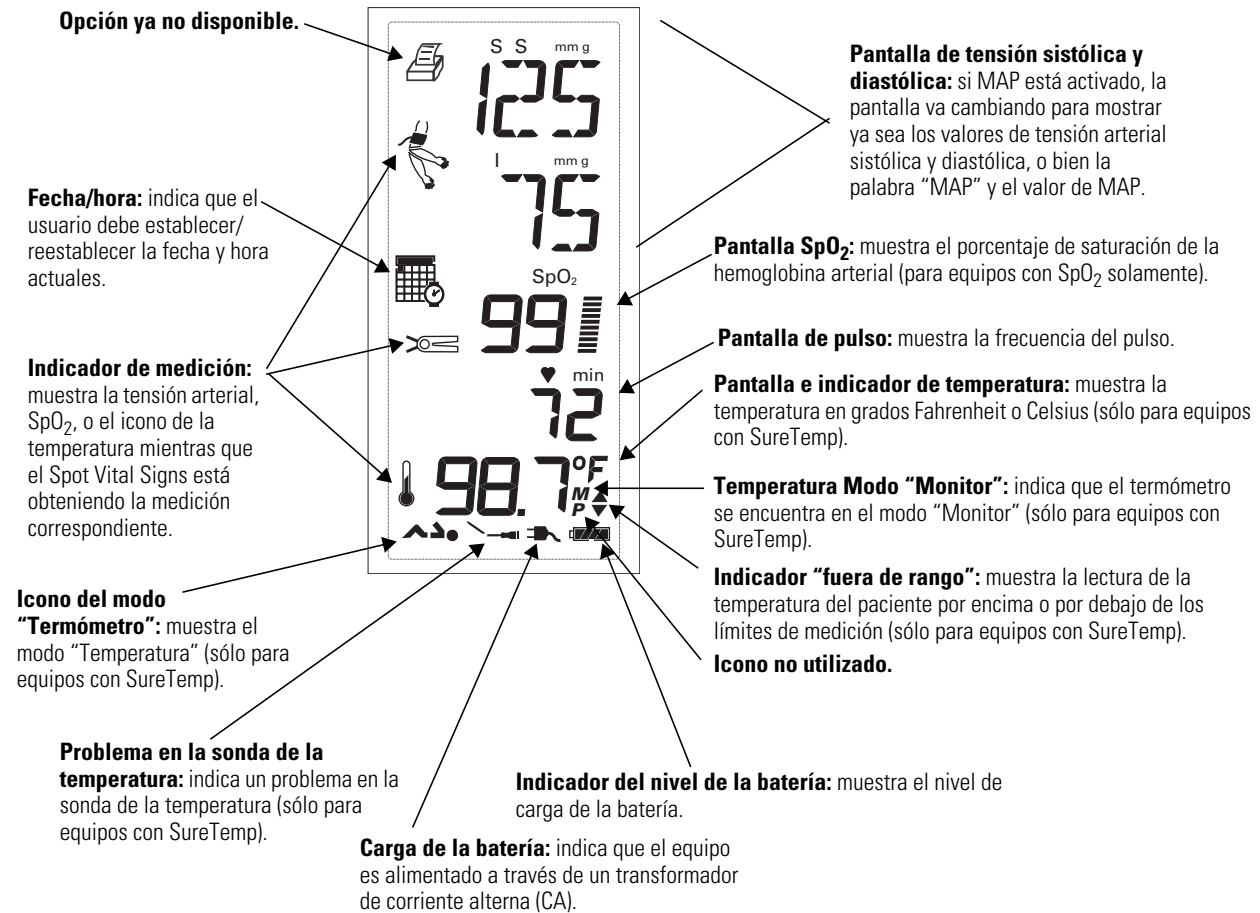 Opción ya no disponible.
Fecha/hora: indica que el
usuario debe establecer/
reestablecer la fecha y hora
actuales.
Indicador de medición:
muestra la tensión arterial,
SpO2, o el icono de la
temperatura mientras que
el Spot Vital Signs está
obteniendo la medición
correspondiente.
Icono del modo
“Termómetro”: muestra el
modo “Temperatura” (sólo para
equipos con SureTemp).
Problema en la sonda de la
temperatura: indica un problema en la
sonda de la temperatura (sólo para
equipos con SureTemp).
S S mm g
125
I mm g
75
SpO2
99
min
72
98.7°F
M
P
Pantalla de tensión sistólica y
diastólica: si MAP está activado, la
pantalla va cambiando para mostrar
ya sea los valores de tensión arterial
sistólica y diastólica, o bien la
palabra “MAP” y el valor de MAP.
Pantalla SpO2: muestra el porcentaje de saturación de la
hemoglobina arterial (para equipos con SpO2 solamente).
Pantalla de pulso: muestra la frecuencia del pulso.
Pantalla e indicador de temperatura: muestra la
temperatura en grados Fahrenheit o Celsius (sólo para equipos
con SureTemp).
Temperatura Modo “Monitor”: indica que el termómetro
se encuentra en el modo “Monitor” (sólo para equipos con
SureTemp).
Indicador “fuera de rango”: muestra la lectura de la
temperatura del paciente por encima o por debajo de los
límites de medición (sólo para equipos con SureTemp).
Icono no utilizado.
Indicador del nivel de la batería: muestra el nivel de
carga de la batería.
Carga de la batería: indica que el equipo
es alimentado a través de un transformador
de corriente alterna (CA).